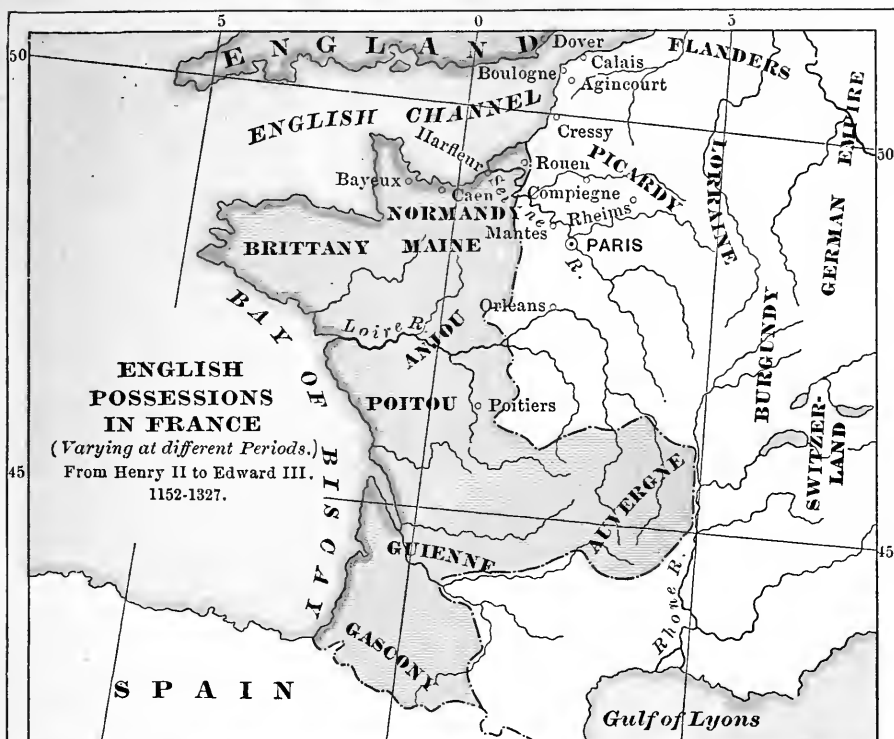 5 0 5
50
ENGLAND
Dover
FLANDERS
Calais
Boulogne
Agincourt
ENGLISH CHANNEL
Cressy
LORRAINE
GERMAN EMPIRE
50
Harfleur
Rouen
PICARDY
Bayeux
Caen
Seine R.
Compiegne
NORMANDY
Rheims
Mantes
BRITTANY
MAINE
PARIS
BAY OF BISCAY
Orleans
Loire R.
ANJOU
BURGUNDY
ENGLISH
POSSESSIONS
IN FRANCE
(Varying at different Periods.)
From Henry II to Edward III.
1152-1327.
POITOU
Poitiers
SWITZER-
LAND
45
AUVERGNE
GUIENNE
45
Rhone R.
GASCONY
SPAIN
Gulf of Lyons